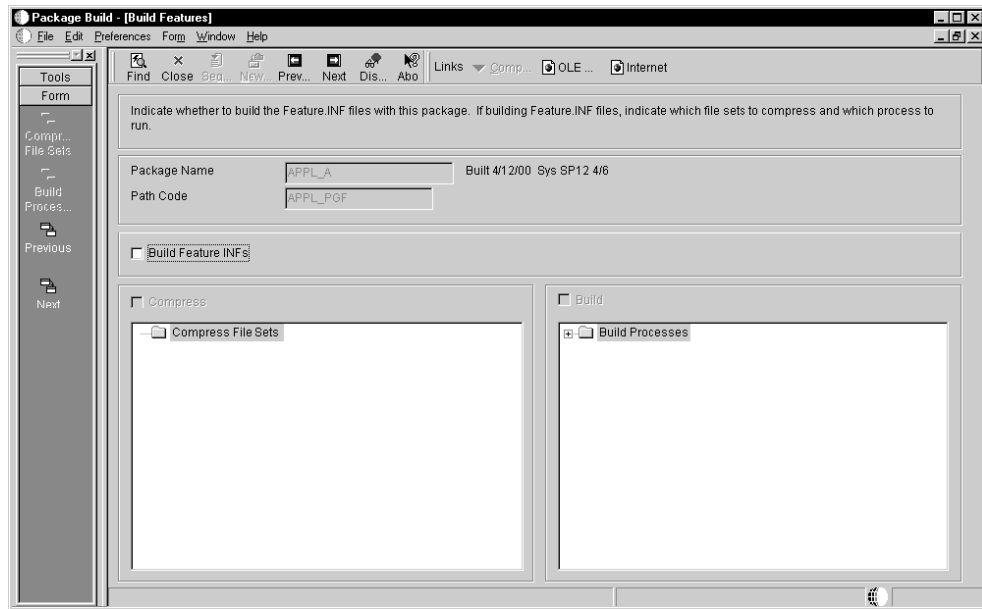 Package Build - [Build Features]
File Edit Preferences Form Window Help
Tools
Form
Compr...
File Sets
Build
Proces...
Previous
Next
Find Close Seq... New... Prev... Next Dis... Abo Links Comp... OLE ... Internet
Indicate whether to build the Feature.INF files with this package. If building Feature.INF files, indicate which file sets to compress and which process to
run.
Package Name APPL_A Built 4/12/00 Sys SP12 4/6
Path Code APPL_PGF
Build Feature INFs
Compress
Compress File Sets
Build
Build Processes